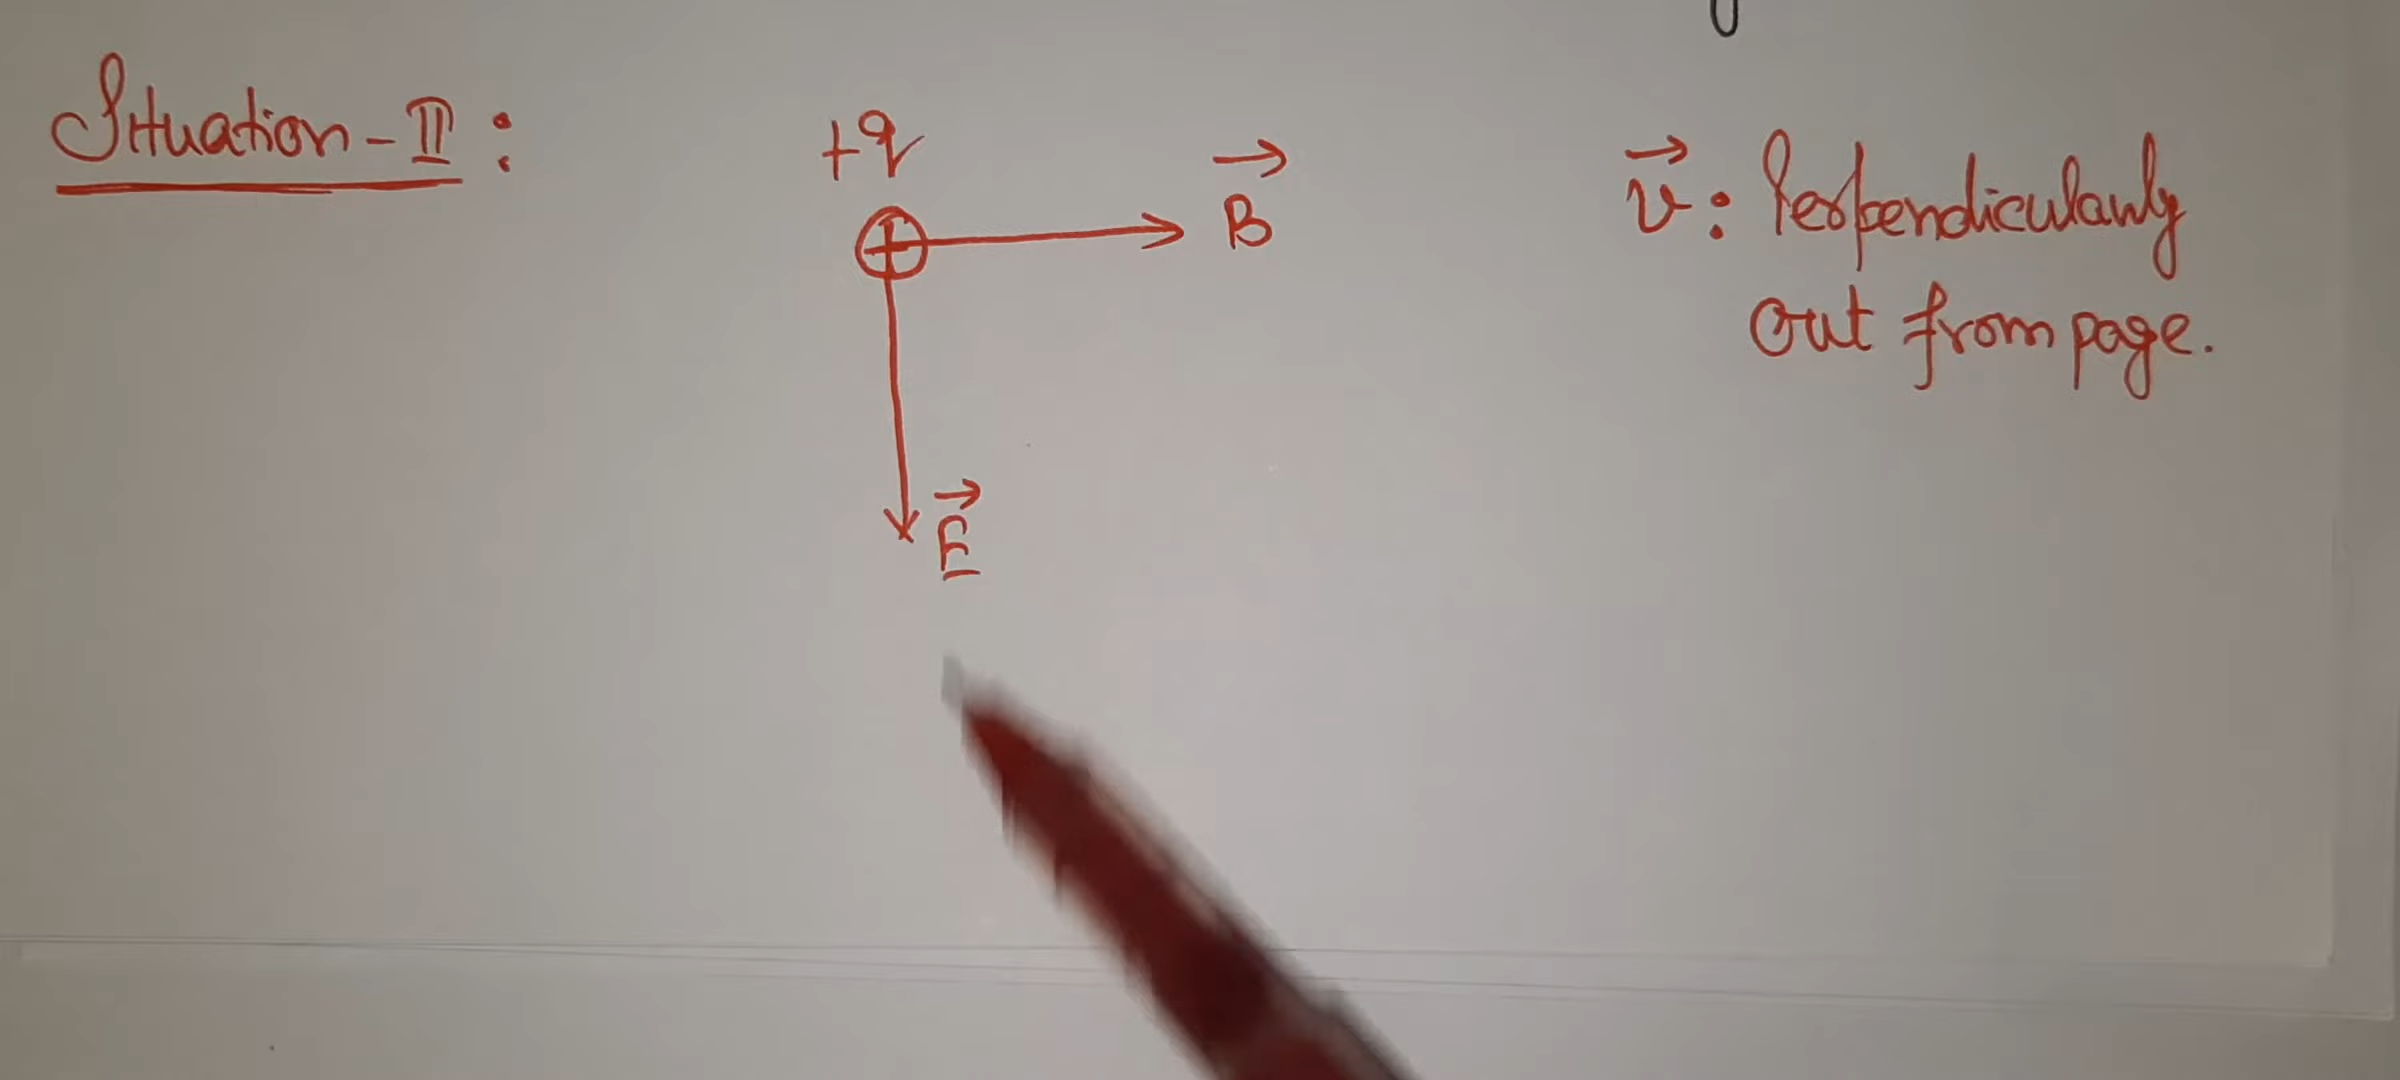 Situation-II :
+q
B
v : Perpendicularly
out from page.
E